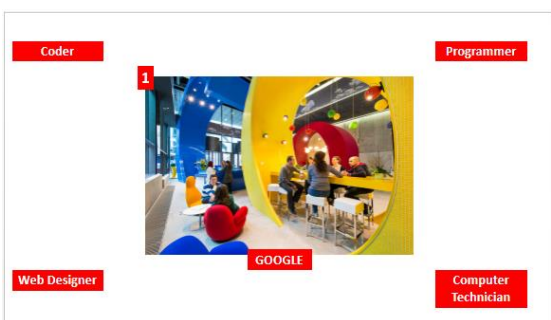 Coder
Programmer
1
GOOGLE
Web Designer
Computer
Technician